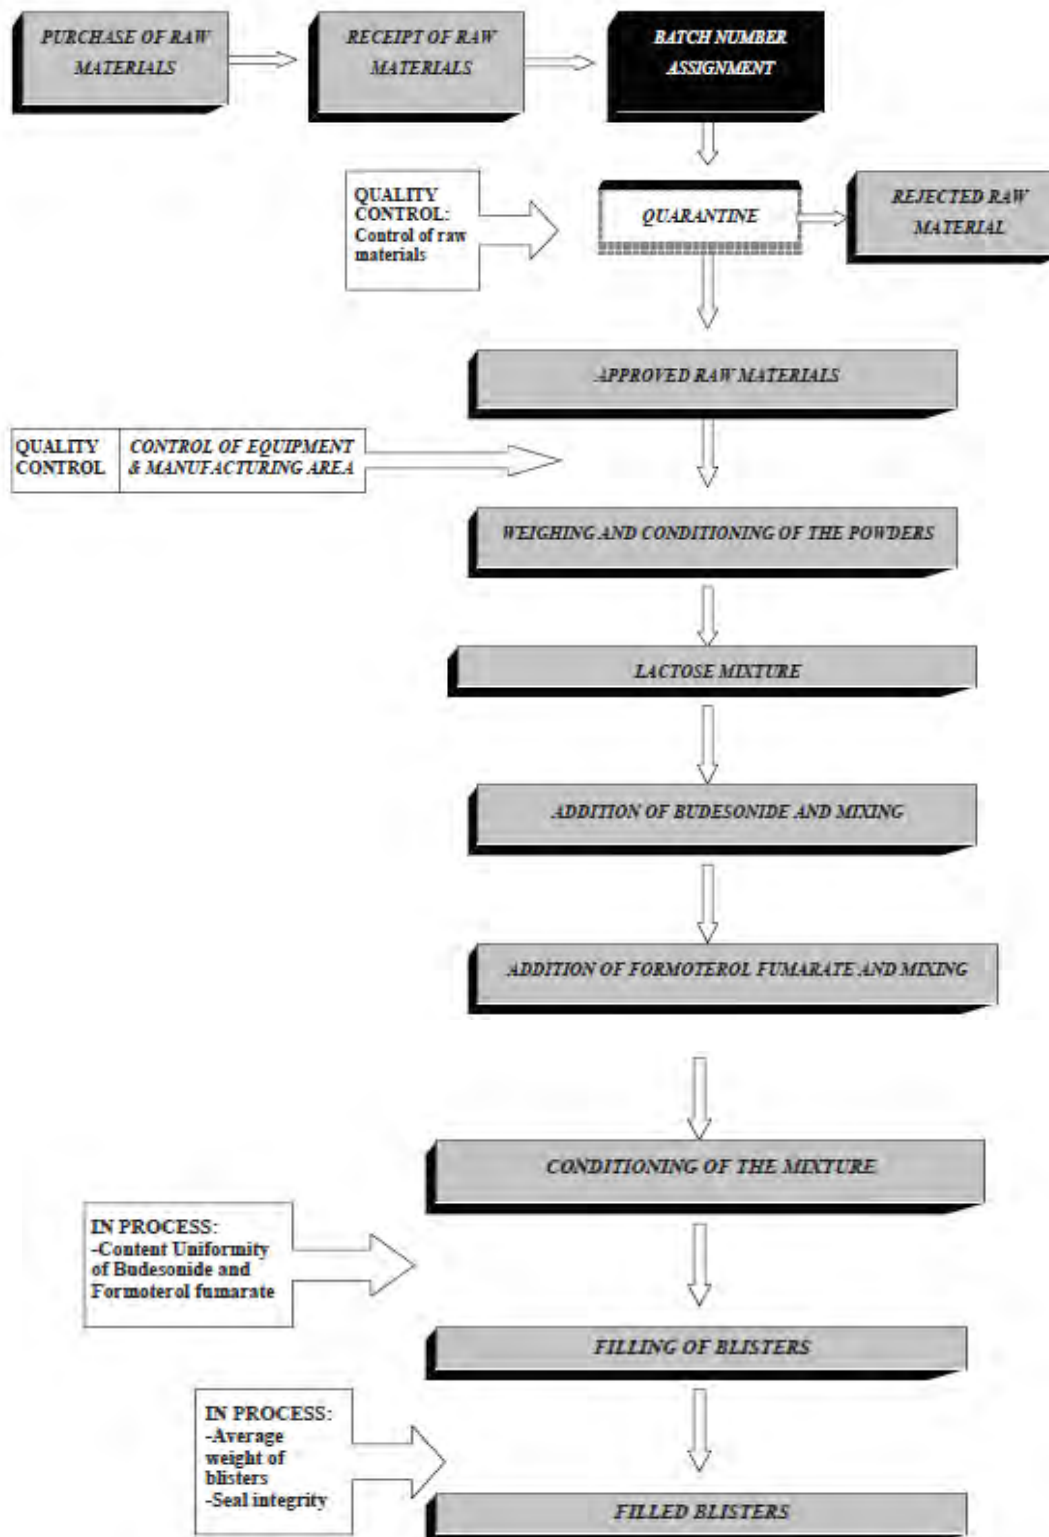 PURCHASE OF RAW
MATERIALS
RECEIPT OF RAW
MATERIALS
BATCH NUMBER
ASSIGNMENT
QUALITY
CONTROL:
Control of raw
materials
QUARANTINE
REJECTED RAW
MATERIAL
APPROVED RAW MATERIALS
QUALITY
CONTROL
CONTROL OF EQUIPMENT
& MANUFACTURING AREA
WEIGHING AND CONDITIONING OF THE POWDERS
LACTOSE MIXTURE
ADDITION OF BUDESONIDE AND MIXING
ADDITION OF FORMOTEROL FUMARATE AND MIXING
CONDITIONING OF THE MIXTURE
IN PROCESS:
-Content Uniformity
of Budesonide and
Formoterol fumarate
FILLING OF BLISTERS
IN PROCESS:
-Average
weight of
blisters
-Seal integrity
FILLED BLISTERS